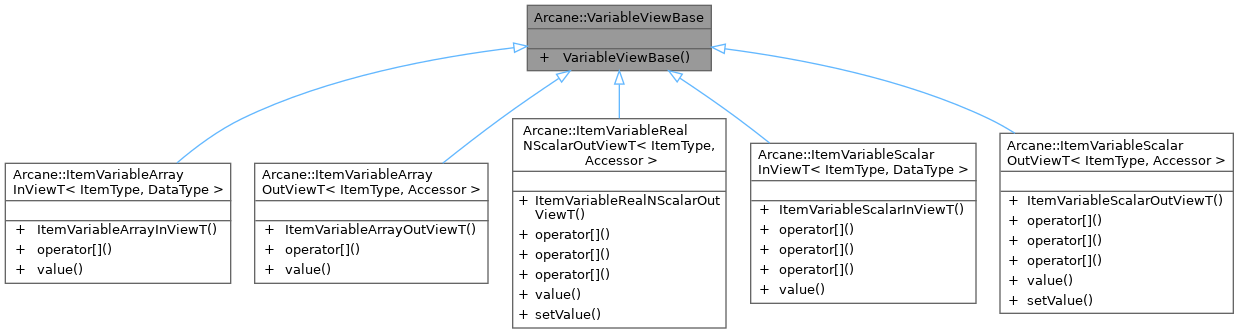 Arcane::VariableViewBase
+ VariableViewBase()
Arcane::ItemVariableArray
InViewT< ItemType, DataType >
+ ItemVariableArrayInViewT()
+ operator[]()
+ value()
Arcane::ItemVariableArray
OutViewT< ItemType, Accessor >
+ ItemVariableArrayOutViewT()
+ operator[]()
+ value()
Arcane::ItemVariableReal
NScalarOutViewT< ItemType,
Accessor >
+ ItemVariableRealNScalarOut
ViewT()
+ operator[]()
+ operator[]()
+ operator[]()
+ value()
+ setValue()
Arcane::ItemVariableScalar
InViewT< ItemType, DataType >
+ ItemVariableScalarInViewT()
+ operator[]()
+ operator[]()
+ operator[]()
+ value()
Arcane::ItemVariableScalar
OutViewT< ItemType, Accessor >
+ ItemVariableScalarOutViewT()
+ operator[]()
+ operator[]()
+ operator[]()
+ value()
+ setValue()